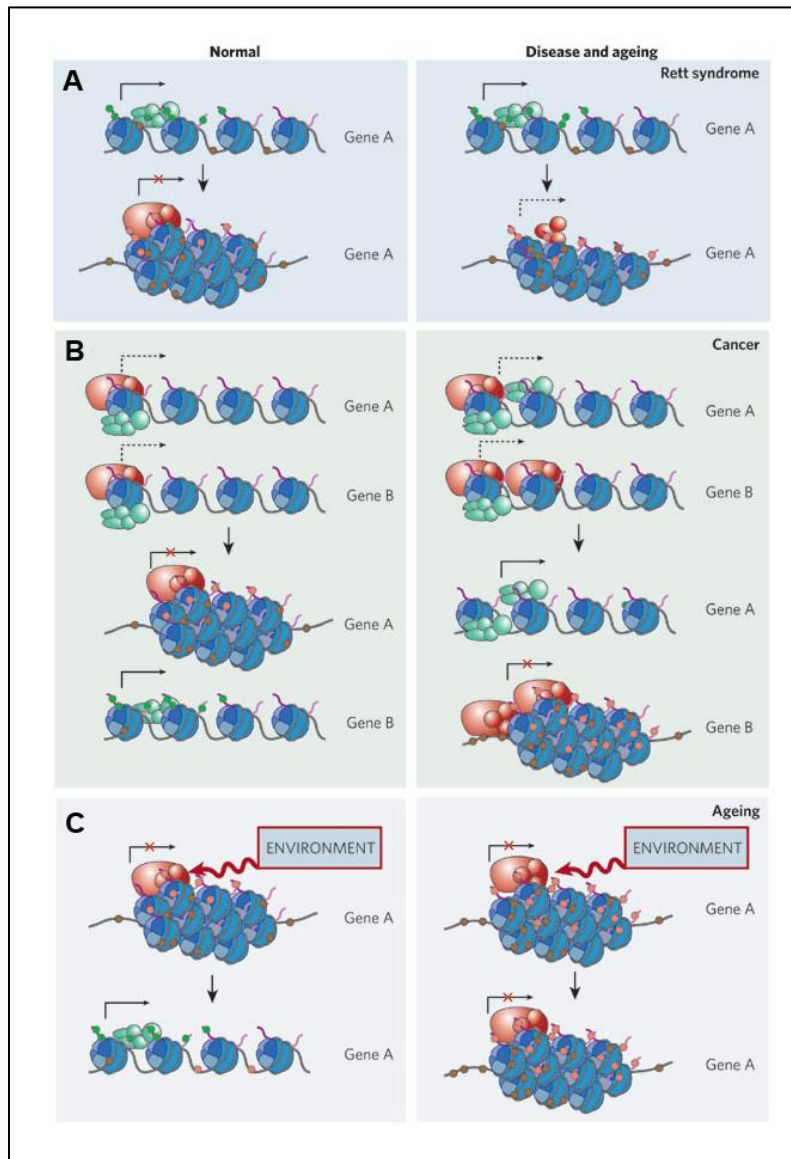 Normal
Disease and ageing
A
Gene A
Gene A
Rett syndrome
Gene A
Gene A
B
Gene A
Gene B
Gene A
Gene B
Cancer
Gene A
Gene B
Gene A
Gene B
C
ENVIRONMENT
Gene A
Gene A
Ageing
ENVIRONMENT
Gene A
Gene A